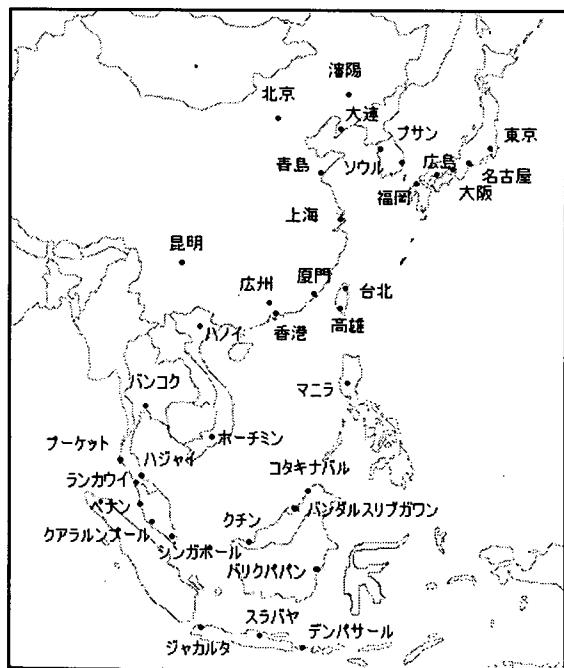 瀋陽
北京
大連
プサン
東京
青島
ソウル
広島
名古屋
福岡
大阪
上海
昆明
厦門
広州
台北
香港
高雄
ハノイ
バンコク
マニラ
ホーチミン
プーケット
ハジャイ
ランカウイ
コタキナバル
ペナン
バンダルスリブガワン
クチン
クアラルンプール
シンガポール
バリクパパン
スラバヤ
デンパサール
ジャカルタ